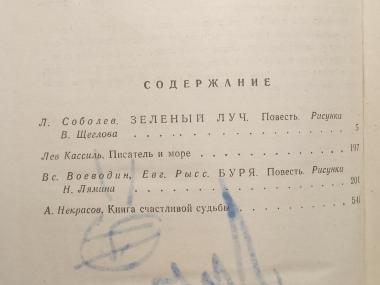 СОДЕРЖАНИЕ
Л. Соболев. ЗЕЛЕНЫЙ ЛУЧ. Повесть. Рисунки
В. Щеглова . . . . . . . . . . . . . . 5
Лев Кассиль. Писатель и море . . . . . . . . . . . 197
Вс. Воеводин, Евг. Рысс. БУРЯ. Повесть. Рисунки
Н. Лямина . . . . . . . . . . . . . . 201
А. Некрасов. Книга счастливой судьбы . . . . . . . . 54